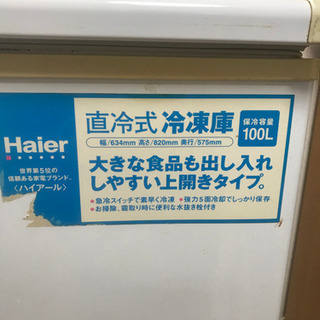 Haier
世界第5位の
信頼ある家電ブランド、
〈ハイアール〉
直冷式 冷凍庫
幅/634mm 高さ/820mm 奥行/575mm
保冷容量
100L
大きな食品も出し入れ
しやすい上開きタイプ。
*急冷スイッチで素早く冷凍 *強力5面冷却でしっかり保存
*お掃除、霜取り時に便利な水抜き栓付き